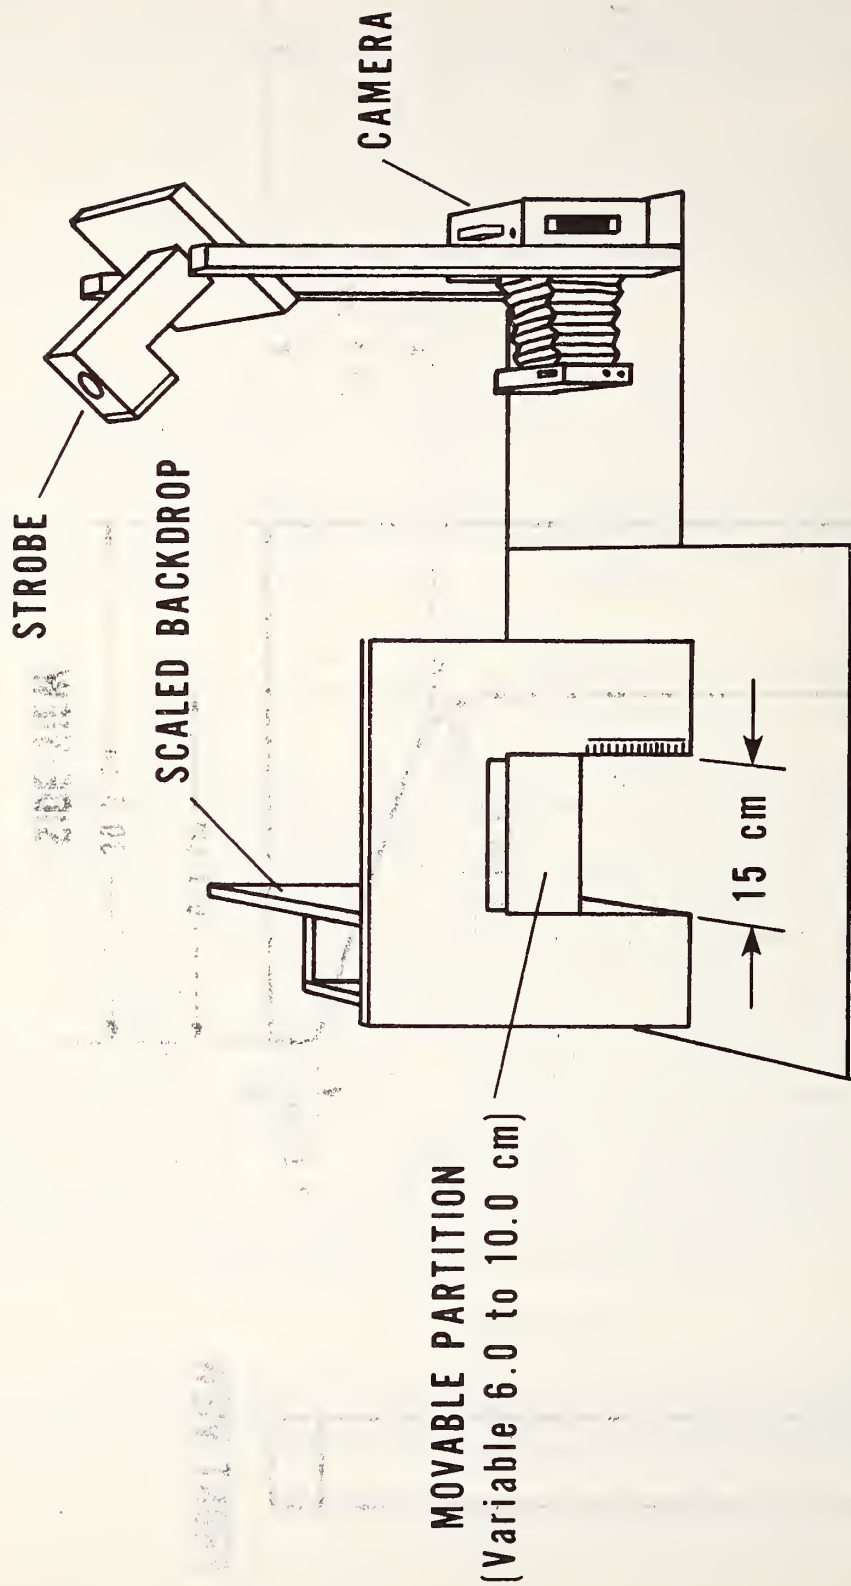 STROBE
CAMERA
SCALED BACKDROP
MOVABLE PARTITION
(Variable 6.0 to 10.0 cm)
15 cm